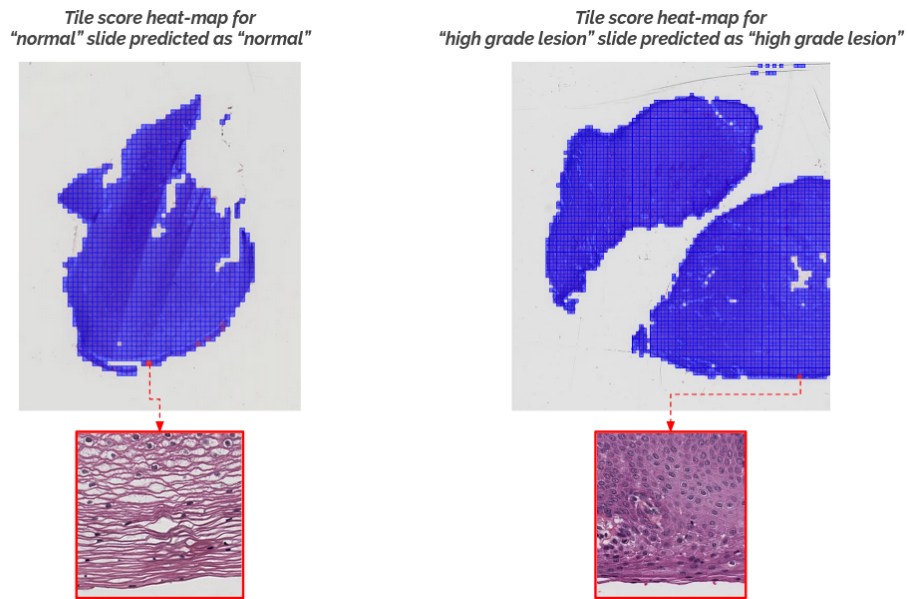 Tile score heat-map for
“normal” slide predicted as “normal”
Tile score heat-map for
“high grade lesion” slide predicted as “high grade lesion”